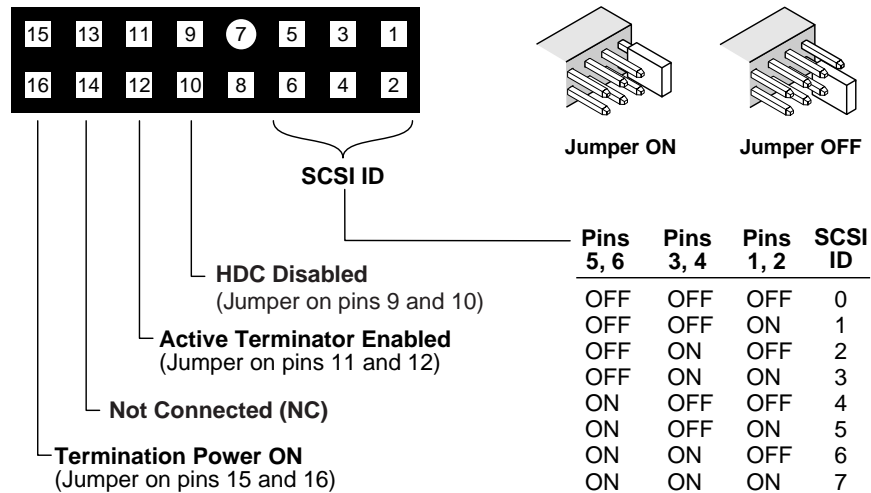 15 13 11 9 7 5 3 1
16 14 12 10 8 6 4 2
Jumper ON
Jumper OFF
SCSI ID
HDC Disabled
(Jumper on pins 9 and 10)
Active Terminator Enabled
(Jumper on pins 11 and 12)
Not Connected (NC)
Termination Power ON
(Jumper on pins 15 and 16)
Pins Pins Pins SCSI
5, 6 3, 4 1, 2 ID
OFF OFF OFF 0
OFF OFF ON 1
OFF ON OFF 2
OFF ON ON 3
ON OFF OFF 4
ON OFF ON 5
ON ON OFF 6
ON ON ON 7